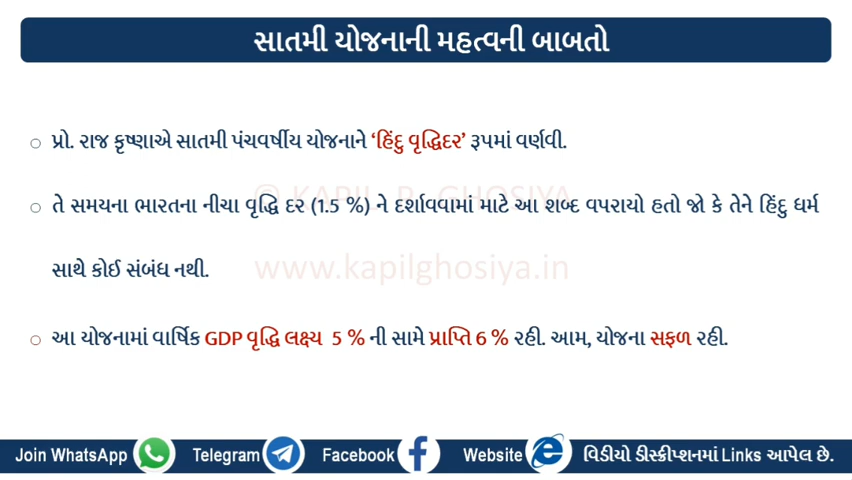 સાતમી યોજનાની મહત્વની બાબતો
પ્રો. રાજ કૃષ્ણાએ સાતમી પંચવર્ષીય યોજનાને ‘હિંદુ વૃદ્ધિદર’ રૂપમાં વર્ણવી.
© KAPIL R. GHOSIYA
તે સમયના ભારતના નીચા વૃદ્ધિ દર (1.5 %) ને દર્શાવવામાં માટે આ શબ્દ વપરાયો હતો જો કે તેને હિંદુ ધર્મ
સાથે કોઈ સંબંધ નથી.
www.kapilghosiya.in
આ યોજનામાં વાર્ષિક GDP વૃદ્ધિ લક્ષ્ય 5 % ની સામે પ્રાપ્તિ 6 % રહી. આમ, યોજના સફળ રહી.
Join WhatsApp Telegram Facebook Website વિડીયો ડીસ્ક્રીપ્શનમાં Links આપેલ છે.